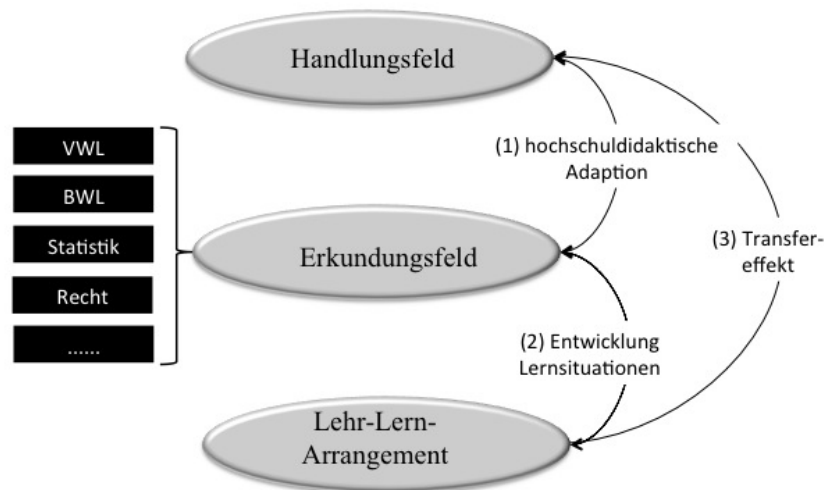 Handlungsfeld
(1) hochschuldidaktische
Adaption
VWL
BWL
Statistik
Recht
......
Erkundungsfeld
(3) Transfer-
effekt
(2) Entwicklung
Lernsituationen
Lehr-Lern-
Arrangement